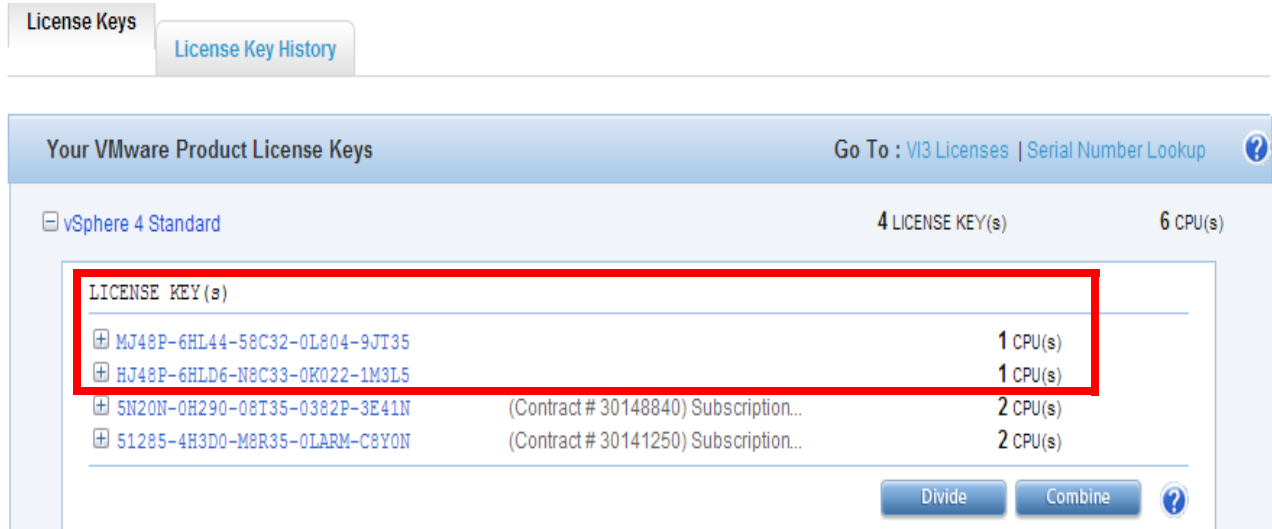 License Keys
License Key History
Your VMware Product License Keys Go To : VI3 Licenses | Serial Number Lookup ?
vSphere 4 Standard 4 LICENSE KEY(s) 6 CPU(s)
LICENSE KEY(s)
MJ48P-6HL44-58C32-0L804-9JT35 1 CPU(s)
HJ48P-6HLD6-N8C33-0K022-1M3L5 1 CPU(s)
5N20N-0H290-08T35-0382P-3E41N (Contract # 30148840) Subscription... 2 CPU(s)
51285-4H3D0-M8R35-0LARM-C8Y0N (Contract # 30141250) Subscription... 2 CPU(s)
Divide Combine ?